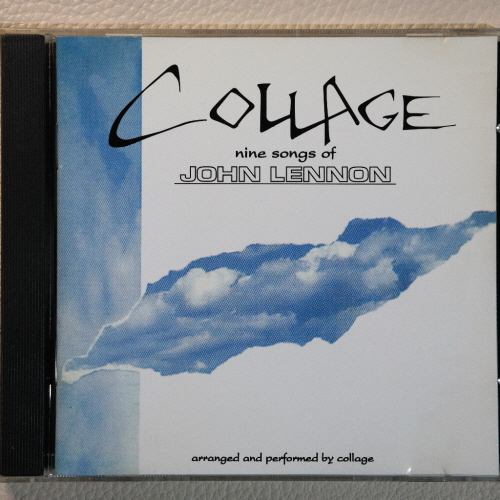 COLLAGE
nine songs of
JOHN LENNON
arranged and performed by collage